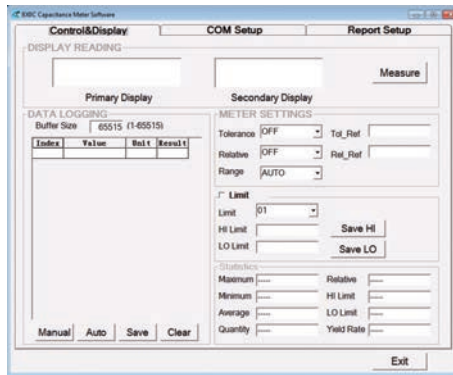 830C Capacitance Meter Software
Control&Display COM Setup Report Setup
DISPLAY READING
Measure
Primary Display Secondary Display
DATA LOGGING
Buffer Size 65515 (1-65515)
Index Value Unit Result
Manual Auto Save Clear
METER SETTINGS
Tolerance OFF Tol_Ref
Relative OFF Rel_Ref
Range AUTO
Limit
Limit 01
HI Limit Save HI
LO Limit Save LO
Statistics
Maximum ---- Relative ----
Minimum ---- HI Limit ----
Average ---- LO Limit ----
Quantity ---- Yield Rate ----
Exit